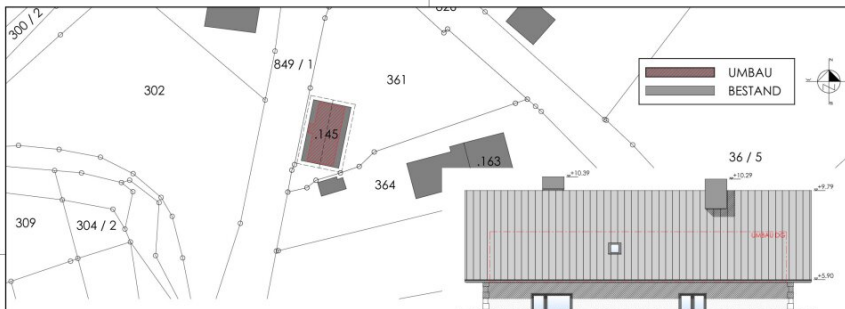 300 / 2
849 / 1
302
361
UMBAU
BESTAND
.145
.163
36 / 5
364
309
304 / 2
+10.39
+10.29
+9.79
UMBAU DG
+5.90